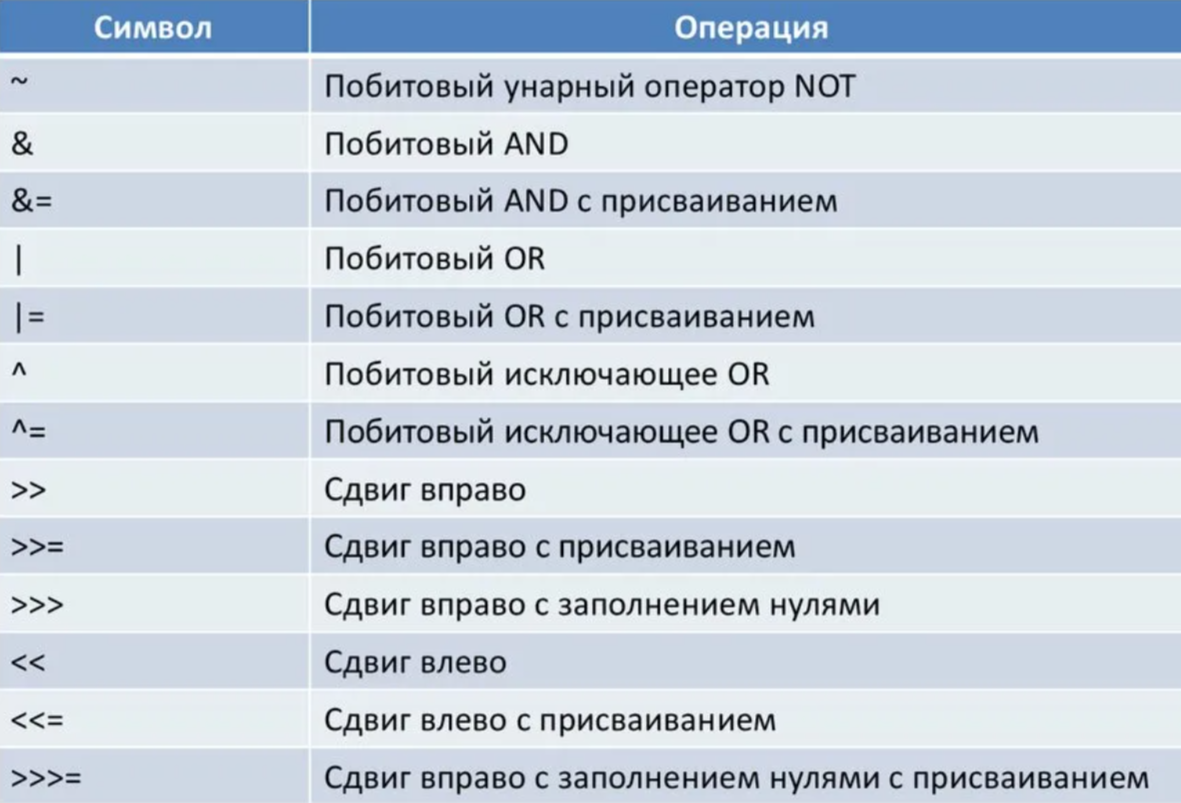 Символ Операция
~ Побитовый унарный оператор NOT
& Побитовый AND
&= Побитовый AND с присваиванием
| Побитовый OR
|= Побитовый OR с присваиванием
^ Побитовый исключающее OR
^= Побитовый исключающее OR с присваиванием
>> Сдвиг вправо
>>= Сдвиг вправо с присваиванием
>>> Сдвиг вправо с заполнением нулями
<< Сдвиг влево
<<= Сдвиг влево с присваиванием
>>>= Сдвиг вправо с заполнением нулями с присваиванием